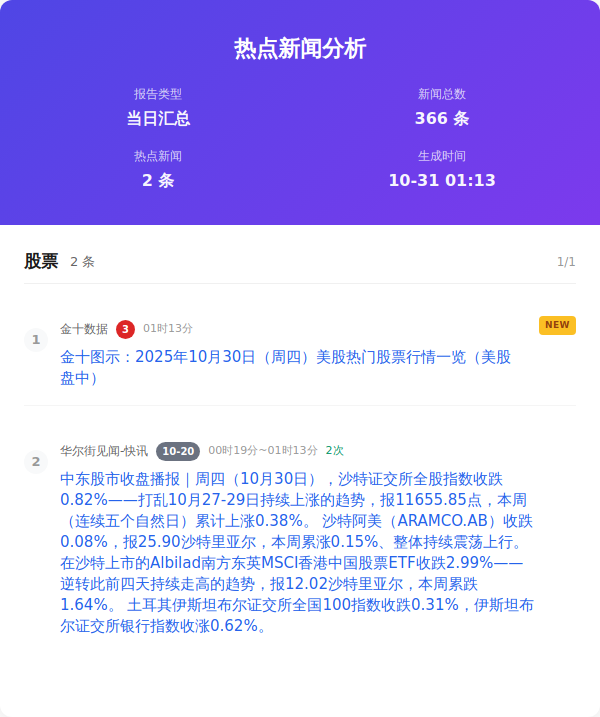 热点新闻分析
报告类型
新闻总数
当日汇总
366 条
热点新闻
生成时间
2 条
10-31 01:13
股票 2 条 1/1
1 金十数据 3 01时13分 NEW
金十图示：2025年10月30日（周四）美股热门股票行情一览（美股
盘中）
2 华尔街见闻-快讯 10-20 00时19分~01时13分 2次
中东股市收盘播报｜周四（10月30日），沙特证交所全股指数收跌
0.82%——打乱10月27-29日持续上涨的趋势，报11655.85点，本周
（连续五个自然日）累计上涨0.38%。 沙特阿美（ARAMCO.AB）收跌
0.08%，报25.90沙特里亚尔，本周累涨0.15%、整体持续震荡上行。
在沙特上市的Albilad南方东英MSCI香港中国股票ETF收跌2.99%——
逆转此前四天持续走高的趋势，报12.02沙特里亚尔，本周累跌
1.64%。 土耳其伊斯坦布尔证交所全国100指数收跌0.31%，伊斯坦布
尔证交所银行指数收涨0.62%。